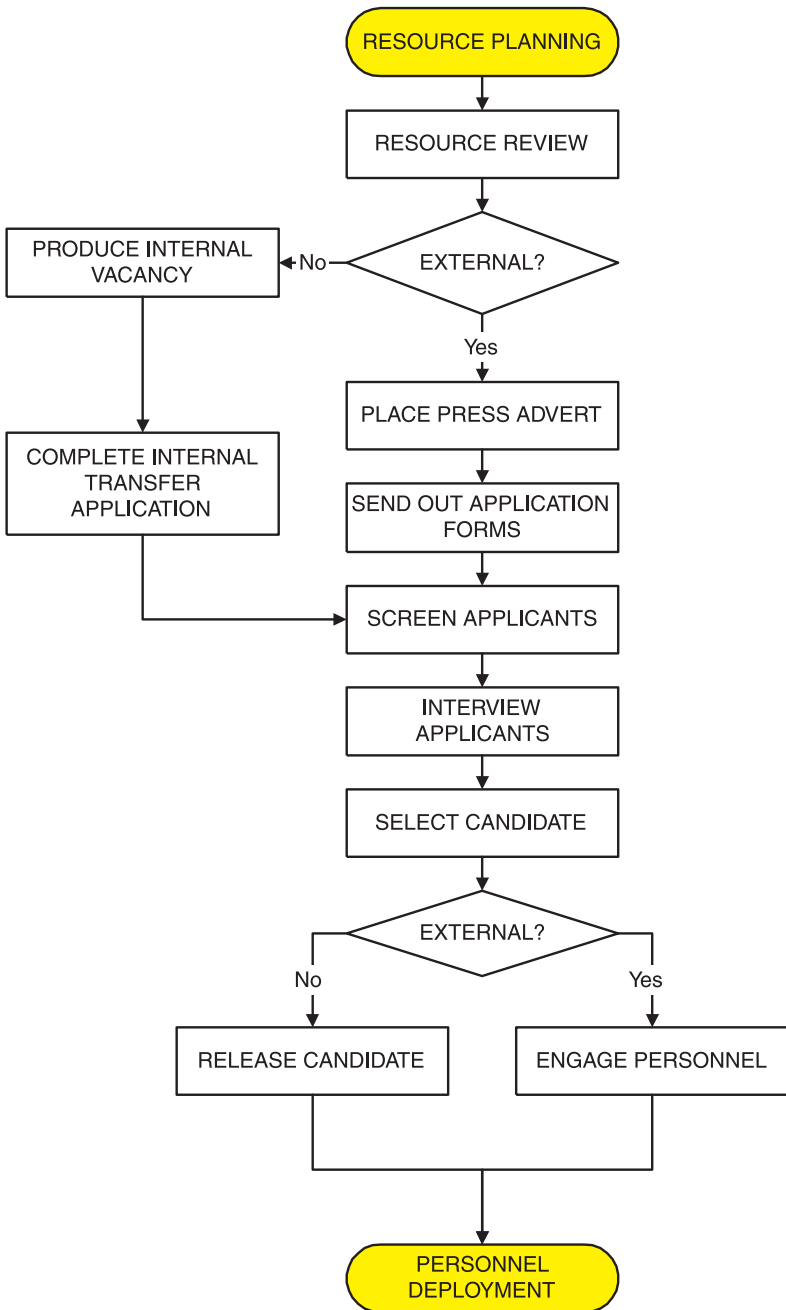 RESOURCE PLANNING
RESOURCE REVIEW
EXTERNAL?
No
PRODUCE INTERNAL
VACANCY
Yes
PLACE PRESS ADVERT
COMPLETE INTERNAL
TRANSFER
APPLICATION
SEND OUT APPLICATION
FORMS
SCREEN APPLICANTS
INTERVIEW
APPLICANTS
SELECT CANDIDATE
EXTERNAL?
No
Yes
RELEASE CANDIDATE
ENGAGE PERSONNEL
PERSONNEL
DEPLOYMENT